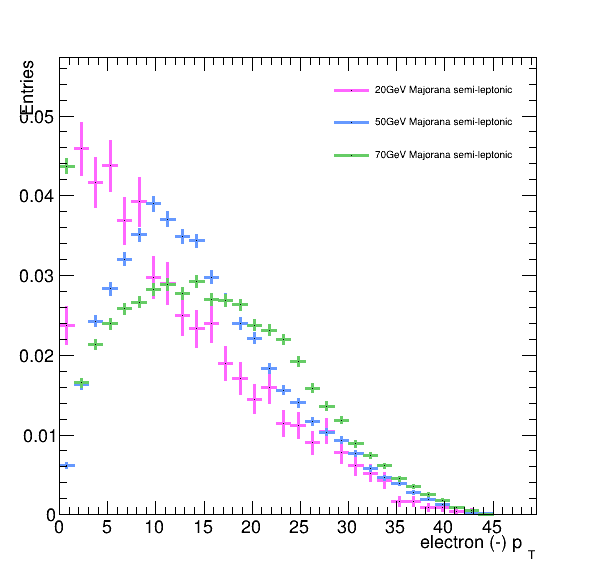 Entries
0.05
0.04
0.03
0.02
0.01
0
20GeV Majorana semi-leptonic
50GeV Majorana semi-leptonic
70GeV Majorana semi-leptonic
0 5 10 15 20 25 30 35 40 45
electron (-) p T